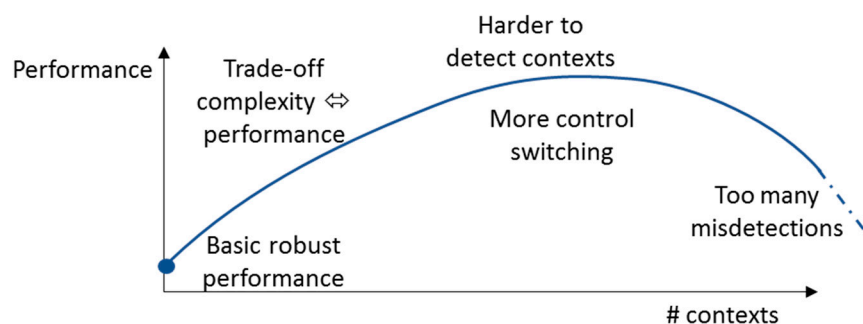 Performance
Trade-off
complexity ⬄
performance
Harder to
detect contexts
More control
switching
Too many
misdetections
Basic robust
performance
# contexts